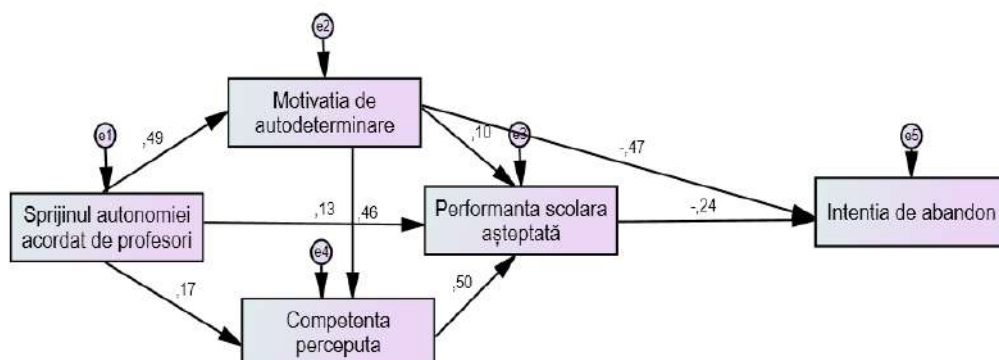 e2
Motivatia de
autodeterminare
e1
,49
,10
e3
-,47
e5
Sprijinul autonomiei
acordat de profesori
,13
,46
Performanta scolara
așteptată
-,24
Intentia de abandon
e4
,17
,50
Competenta
perceputa